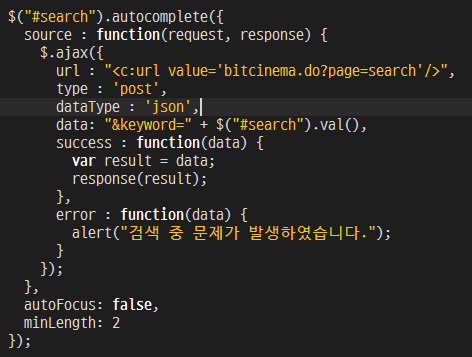 $("#search").autocomplete({
  source : function(request, response) {
    $.ajax({
      url : "<c:url value='bitcinema.do?page=search'/>",
      type : 'post',
      dataType : 'json',
      data: "&keyword=" + $("#search").val(),
      success : function(data) {
        var result = data;
        response(result);
      },
      error : function(data) {
        alert("검색 중 문제가 발생하였습니다.");
      }
    });
  },
  autoFocus: false,
  minLength: 2
});